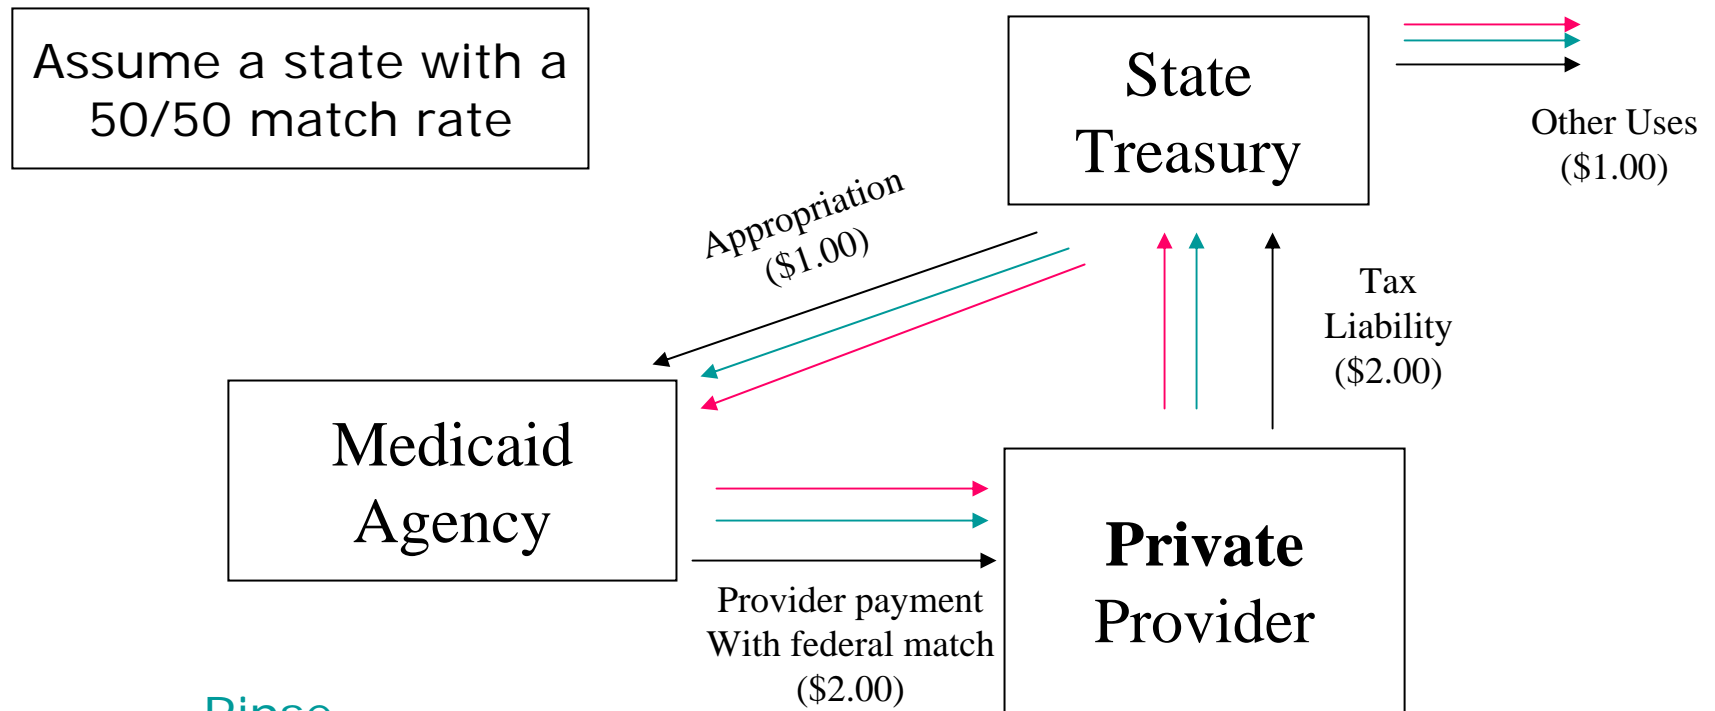 Assume a state with a
50/50 match rate
State
Treasury
Other Uses
($1.00)
Appropriation
($1.00)
Tax
Liability
($2.00)
Medicaid
Agency
Provider payment
With federal match
($2.00)
Private
Provider
Rinse